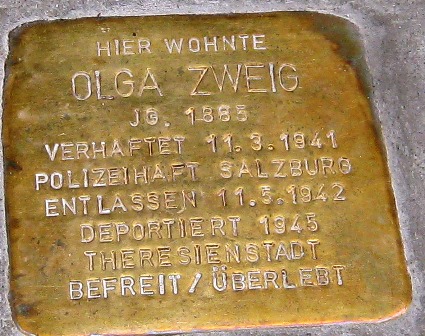 HIER WOHNTE
OLGA ZWEIG
JG. 1885
VERHAFTET 11.3.1941
POLIZEIHAFT SALZBURG
ENTLASSEN 11.5.1942
DEPORTIERT 1945
THERESIENSTADT
BEFREIT/ÜBERLEBT